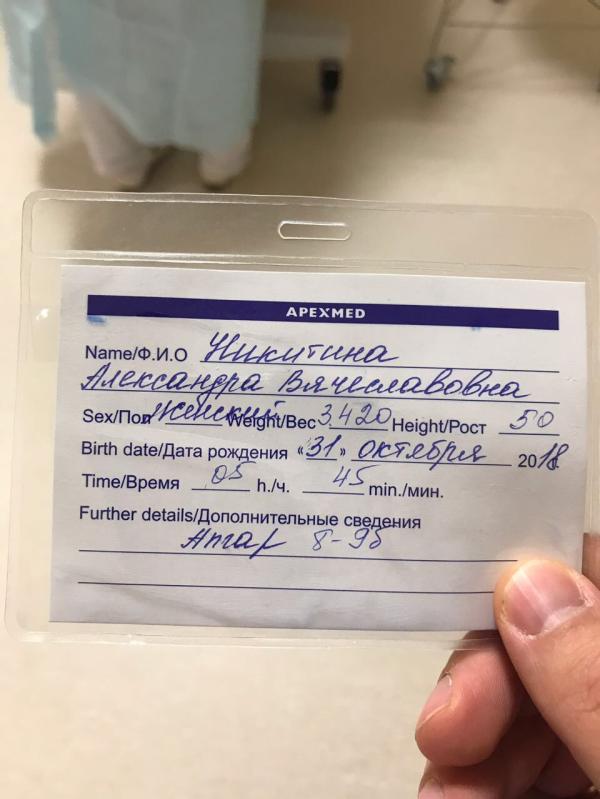 APEXMED
Name/Ф.И.О Никитина
Александра Вячеславовна
Sex/Пол Женский Weight/Вес 3420 Height/Рост 50
Birth date/Дата рождения «31» октября 2018
Time/Время 05 h./ч. 45 min./мин.
Further details/Дополнительные сведения
Апгар 8-9б